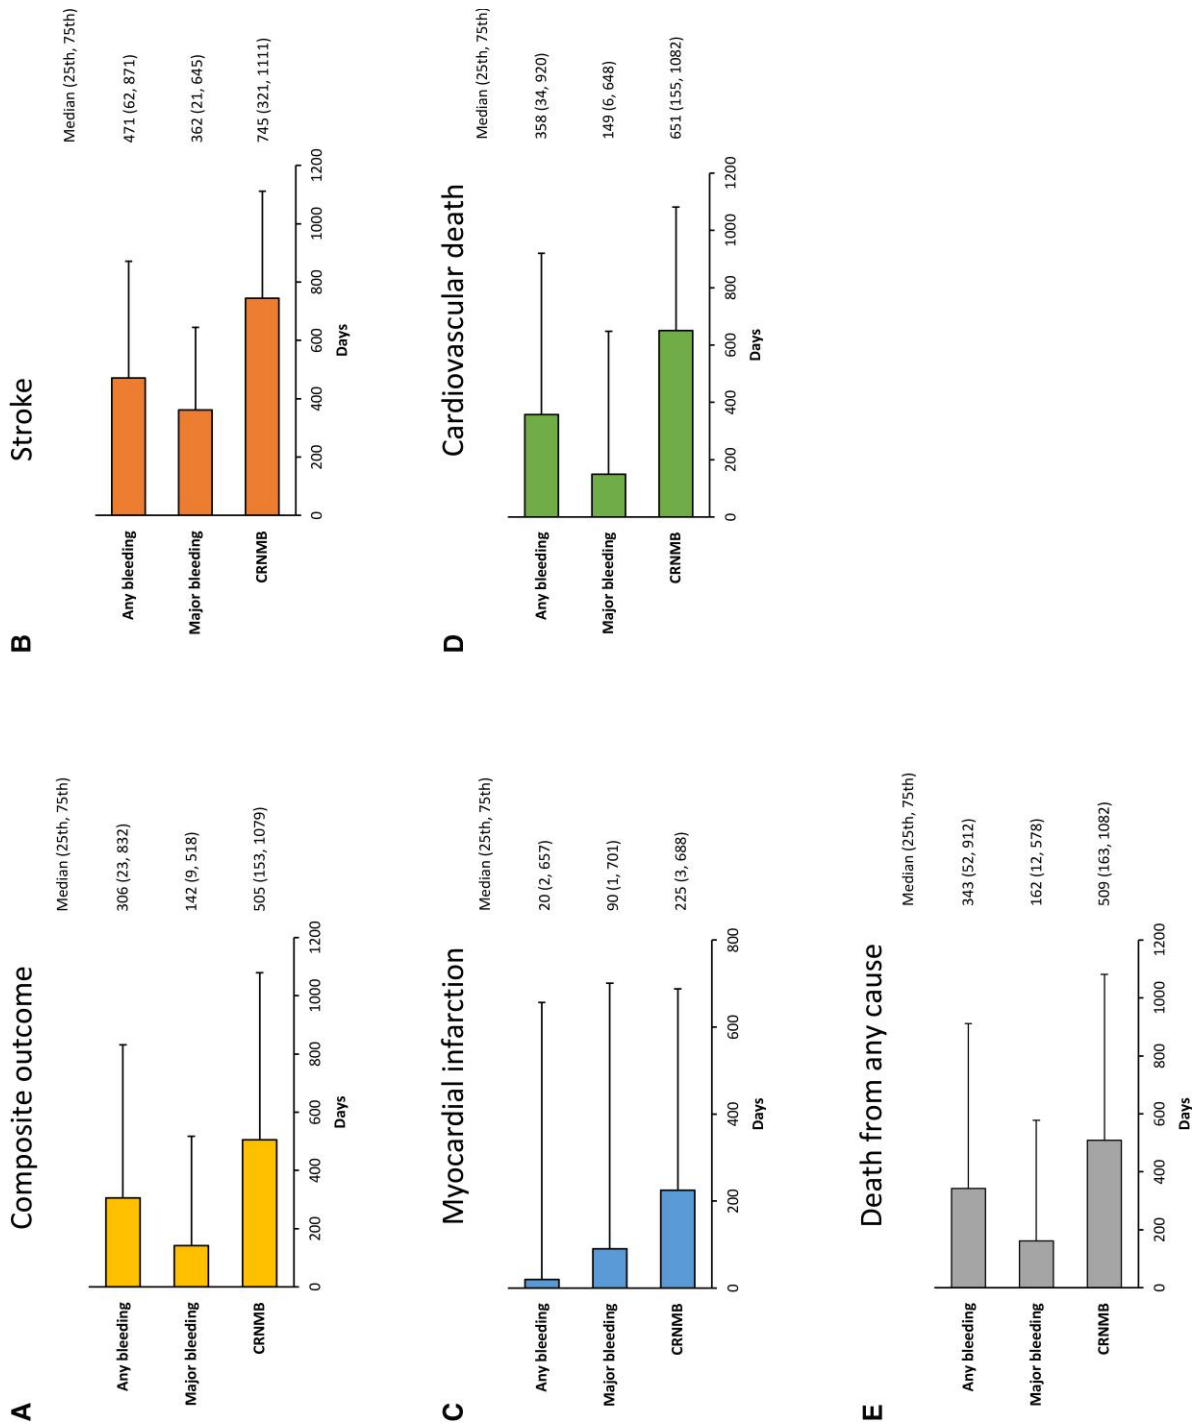 A
Composite outcome
Median (25th, 75th)
Any bleeding
306 (23, 832)
Major bleeding
142 (9, 518)
CRNMB
505 (153, 1079)
0 200 400 600 800 1000 1200
Days
B
Stroke
Median (25th, 75th)
Any bleeding
471 (62, 871)
Major bleeding
362 (21, 645)
CRNMB
745 (321, 1111)
0 200 400 600 800 1000 1200
Days
C
Myocardial infarction
Median (25th, 75th)
Any bleeding
20 (2, 657)
Major bleeding
90 (1, 701)
CRNMB
225 (3, 688)
0 200 400 600 800
Days
D
Cardiovascular death
Median (25th, 75th)
Any bleeding
358 (34, 920)
Major bleeding
149 (6, 648)
CRNMB
651 (155, 1082)
0 200 400 600 800 1000 1200
Days
E
Death from any cause
Median (25th, 75th)
Any bleeding
343 (52, 912)
Major bleeding
162 (12, 578)
CRNMB
509 (163, 1082)
0 200 400 600 800 1000 1200
Days